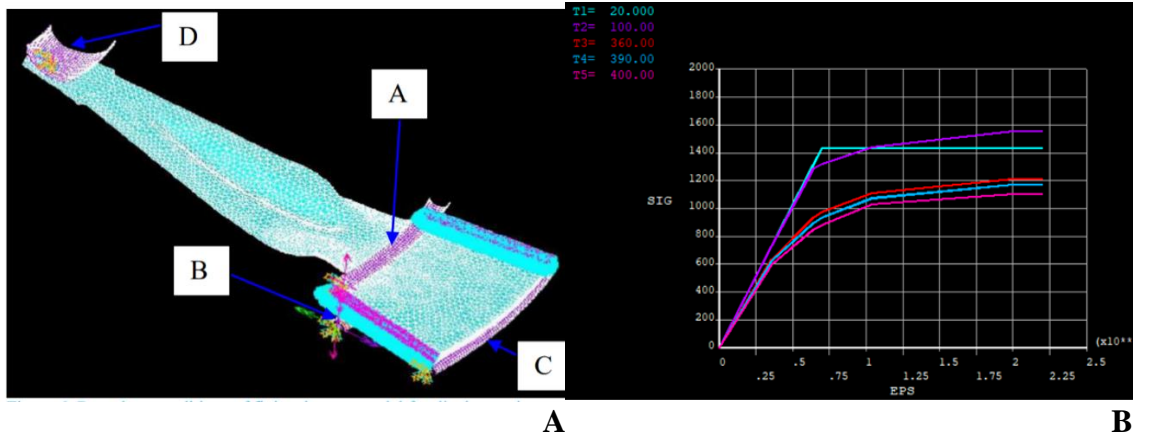 D
A
B
C
T1= 20.000
T2= 100.00
T3= 360.00
T4= 390.00
T5= 400.00
2000
1800
1600
1400
1200
1000
800
600
400
200
0
SIG
0 .5 1 1.5 2 2.5
.25 .75 1.25 1.75 2.25
(x10**
EPS
A B